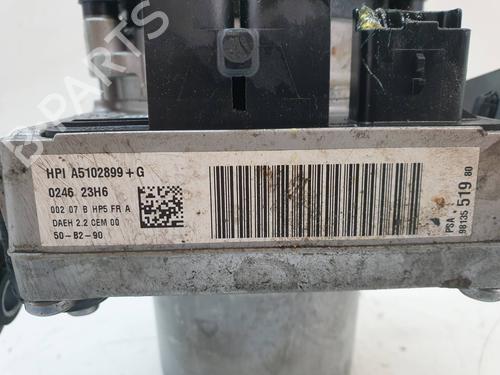 B-PARTS
HPI A5102899+G
0246 23H6
002 07 B HP5 FR A
DAEH 2.2 CEM 00
50-B2-90
PSA
98135 519 80